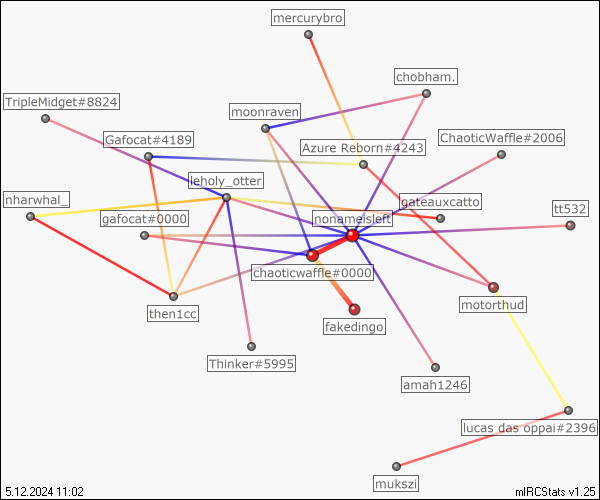 mercurybro
chobham.
TripleMidget#8824
moonraven
Gafocat#4189
Azure Reborn#4243
ChaoticWaffle#2006
leholy_otter
nharwhal_
gateauxcatto
tt532
gafocat#0000
nonamesleft
chaoticwaffle#0000
motorthud
then1cc
fakedingo
Thinker#5995
amah1246
lucas das oppai#2396
mukszi
5.12.2024 11:02
mIRCStats v1.25